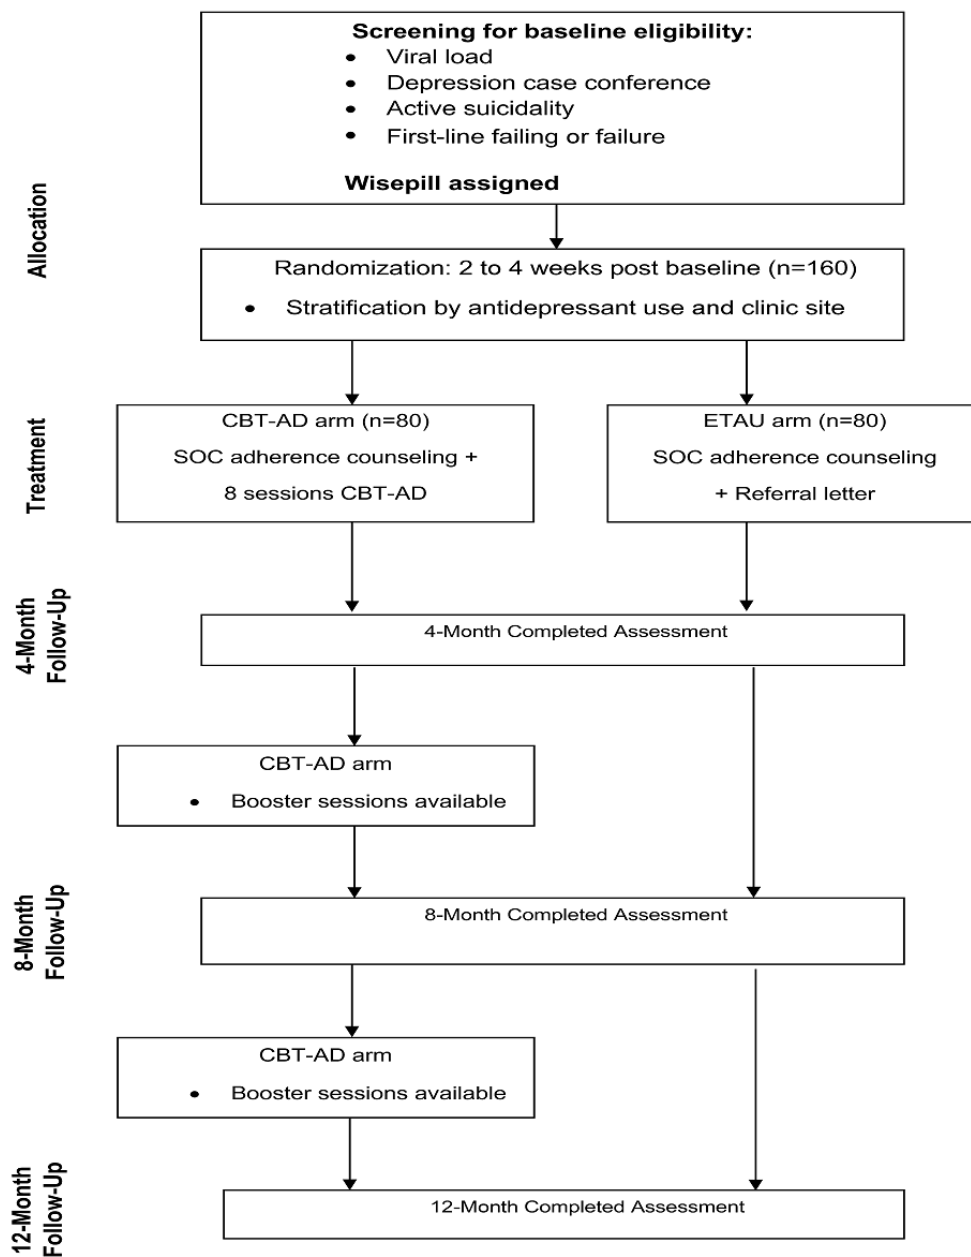 Screening for baseline eligibility:
• Viral load
• Depression case conference
• Active suicidality
• First-line failing or failure
Wisepill assigned
Allocation
Randomization: 2 to 4 weeks post baseline (n=160)
• Stratification by antidepressant use and clinic site
Treatment
CBT-AD arm (n=80)
SOC adherence counseling +
8 sessions CBT-AD
ETAU arm (n=80)
SOC adherence counseling
+ Referral letter
4-Month
Follow-Up
4-Month Completed Assessment
CBT-AD arm
• Booster sessions available
8-Month
Follow-Up
8-Month Completed Assessment
CBT-AD arm
• Booster sessions available
12-Month
Follow-Up
12-Month Completed Assessment